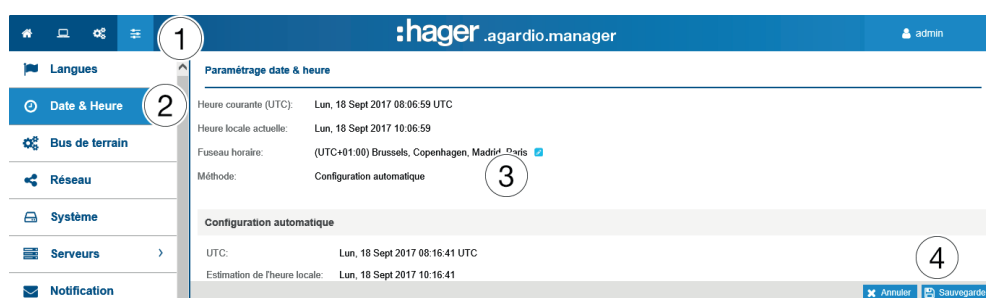 1
:hager .agardio.manager
admin
Langues
Date & Heure
2
Bus de terrain
Réseau
Système
Serveurs
Notification
Paramétrage date & heure
Heure courante (UTC): Lun, 18 Sept 2017 08:06:59 UTC
Heure locale actuelle: Lun, 18 Sept 2017 10:06:59
Fuseau horaire: (UTC+01:00) Brussels, Copenhagen, Madrid, Paris
Méthode: Configuration automatique
3
Configuration automatique
UTC: Lun, 18 Sept 2017 08:16:41 UTC
Estimation de l'heure locale: Lun, 18 Sept 2017 10:16:41
4
Annuler Sauvegarde